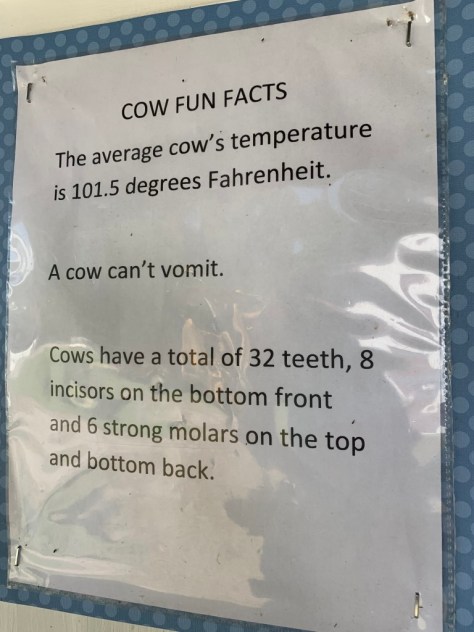 COW FUN FACTS
The average cow's temperature
is 101.5 degrees Fahrenheit.
A cow can't vomit.
Cows have a total of 32 teeth, 8
incisors on the bottom front
and 6 strong molars on the top
and bottom back.